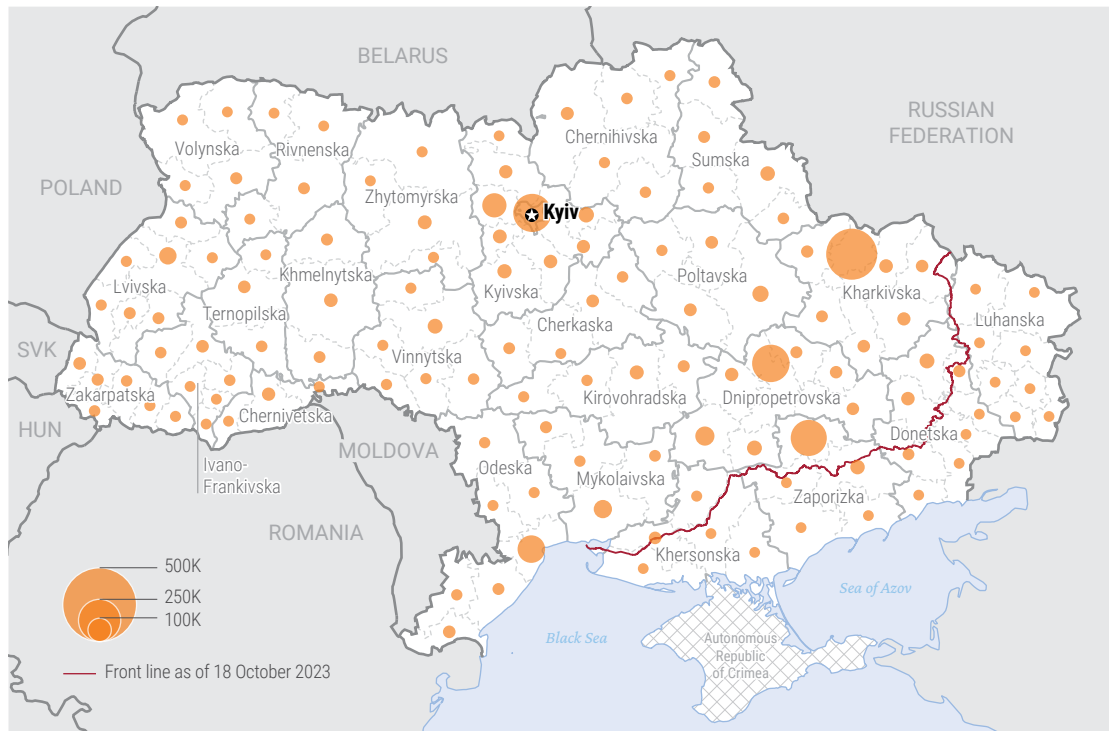 BELARUS
RUSSIAN
FEDERATION
POLAND
Volynska
Rivnenska
Zhytomyrska
Chernihivska
Sumska
Kyiv
Lvivska
Ternopilska
Khmelnytska
Kyivska
Poltavska
Kharkivska
Luhanska
Cherkaska
Vinnytska
SVK
Zakarpatska
HUN
Chernivetska
Kirovohradska
Dnipropetrovska
Donetska
MOLDOVA
Ivano-
Frankivska
Odeska
Mykolaivska
Zaporizka
ROMANIA
Khersonska
500K
250K
100K
Front line as of 18 October 2023
Black Sea
Sea of Azov
Autonomous
Republic
of Crimea